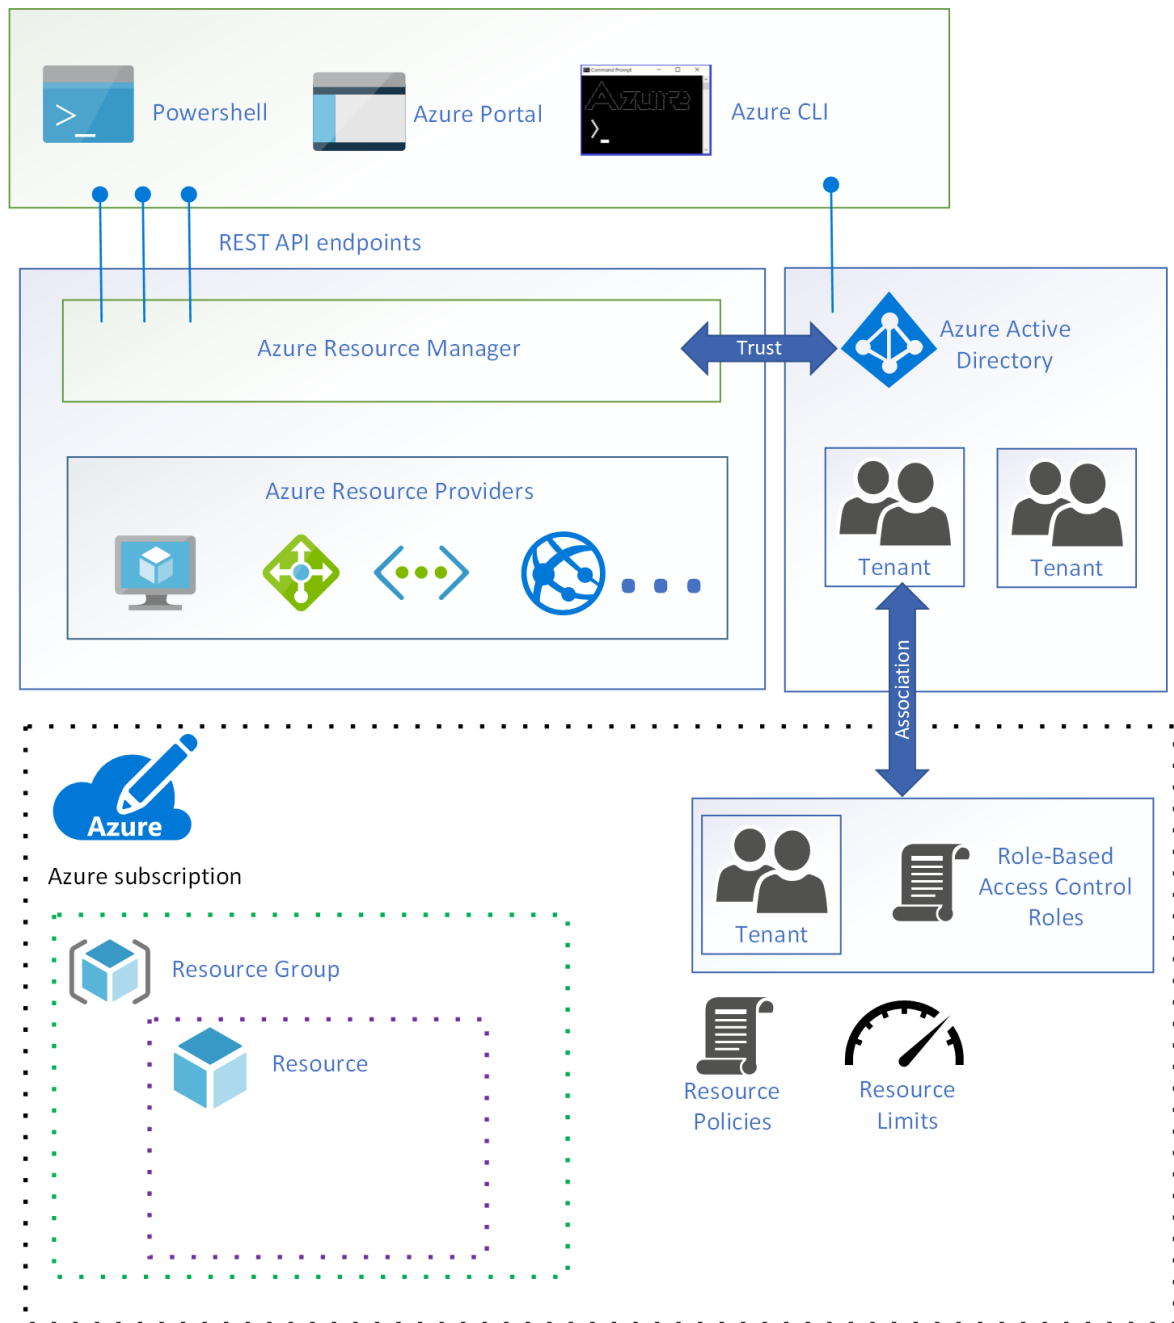 Powershell
Azure Portal
Command Prompt
Azure
Azure CLI
REST API endpoints
Azure Resource Manager
Trust
Azure Active
Directory
Azure Resource Providers
Tenant
Tenant
Association
Azure
Azure subscription
Resource Group
Resource
Tenant
Role-Based
Access Control
Roles
Resource
Policies
Resource
Limits